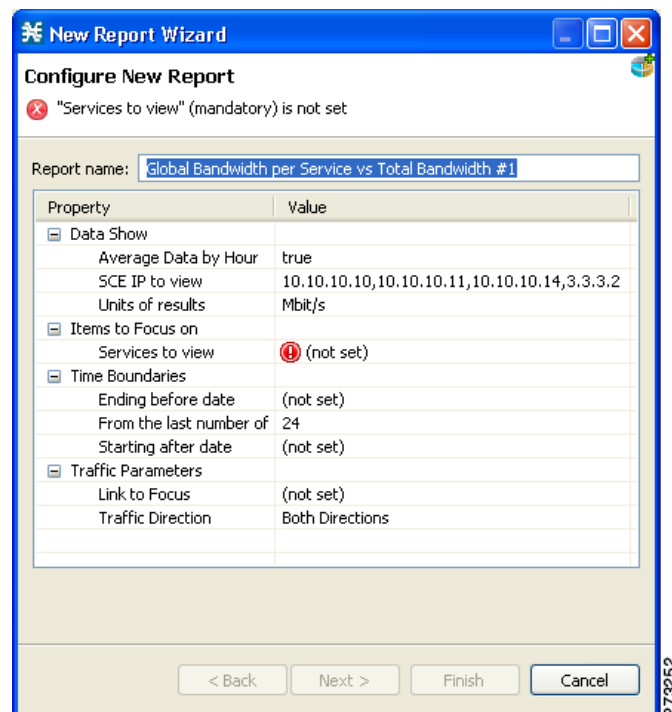 New Report Wizard
Configure New Report
"Services to view" (mandatory) is not set
Report name: Global Bandwidth per Service vs Total Bandwidth #1
Property Value
Data Show
Average Data by Hour true
SCE IP to view 10.10.10.10,10.10.10.11,10.10.10.14,3.3.3.2
Units of results Mbit/s
Items to Focus on
Services to view (not set)
Time Boundaries
Ending before date (not set)
From the last number of 24
Starting after date (not set)
Traffic Parameters
Link to Focus (not set)
Traffic Direction Both Directions
< Back Next > Finish Cancel
273252